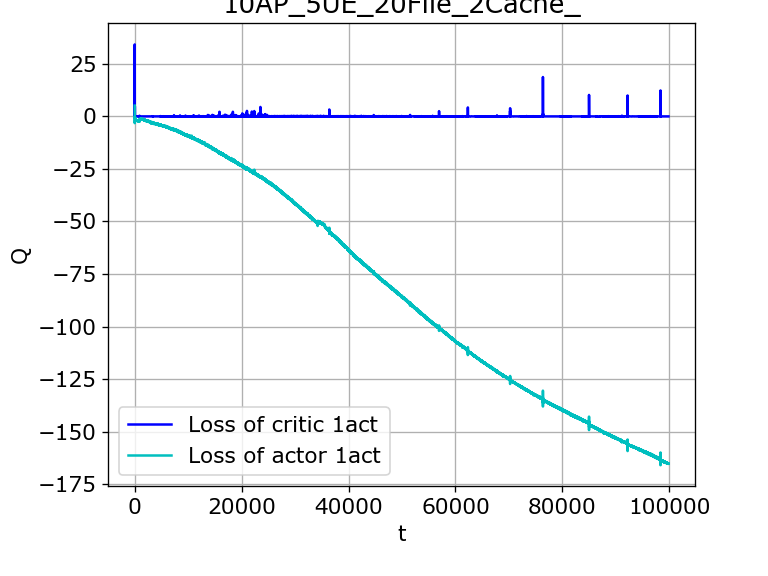 10AP_5UE_20File_2Cache_
25
0
−25
−50
−75
−100
−125
−150
−175
Q
Loss of critic 1act
Loss of actor 1act
0 20000 40000 60000 80000 100000
t